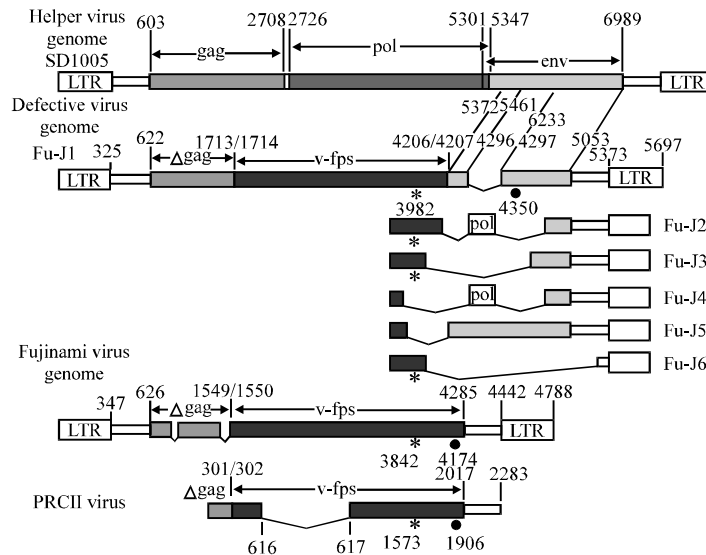 Helper virus
genome
SD1005
603 2708 2726 5301 5347 6989
gag pol env
LTR LTR
Defective virus
genome
5372 5461
6233
Fu-J1 325 622 1713/1714 4206/4207 4296 4297 5053 5373 5697
Δgag v-fps
LTR LTR
* ●
3982 4350
pol Fu-J2
*
Fu-J3
*
pol Fu-J4
Fu-J5
Fu-J6
*
Fujinami virus
genome
347 626 1549/1550 4285 4442 4788
Δgag v-fps
LTR LTR
* ●
3842 4174
301/302 2017 2283
Δgag v-fps
PRCII virus
* ●
616 617 1573 1906